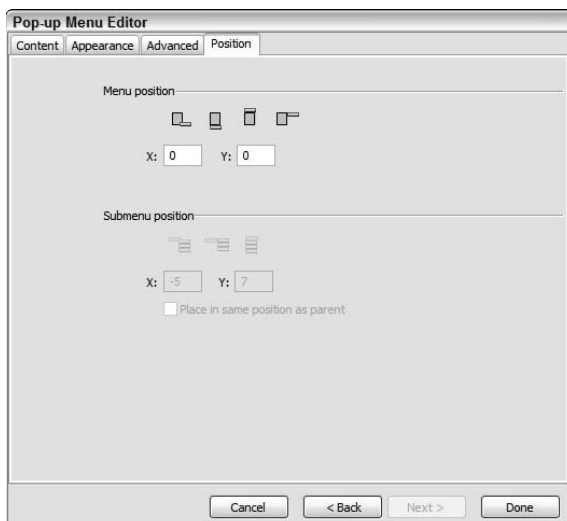 Pop-up Menu Editor
Content Appearance Advanced Position
Menu position
X: 0 Y: 0
Submenu position
X: -5 Y: 7
Place in same position as parent
Cancel < Back Next > Done